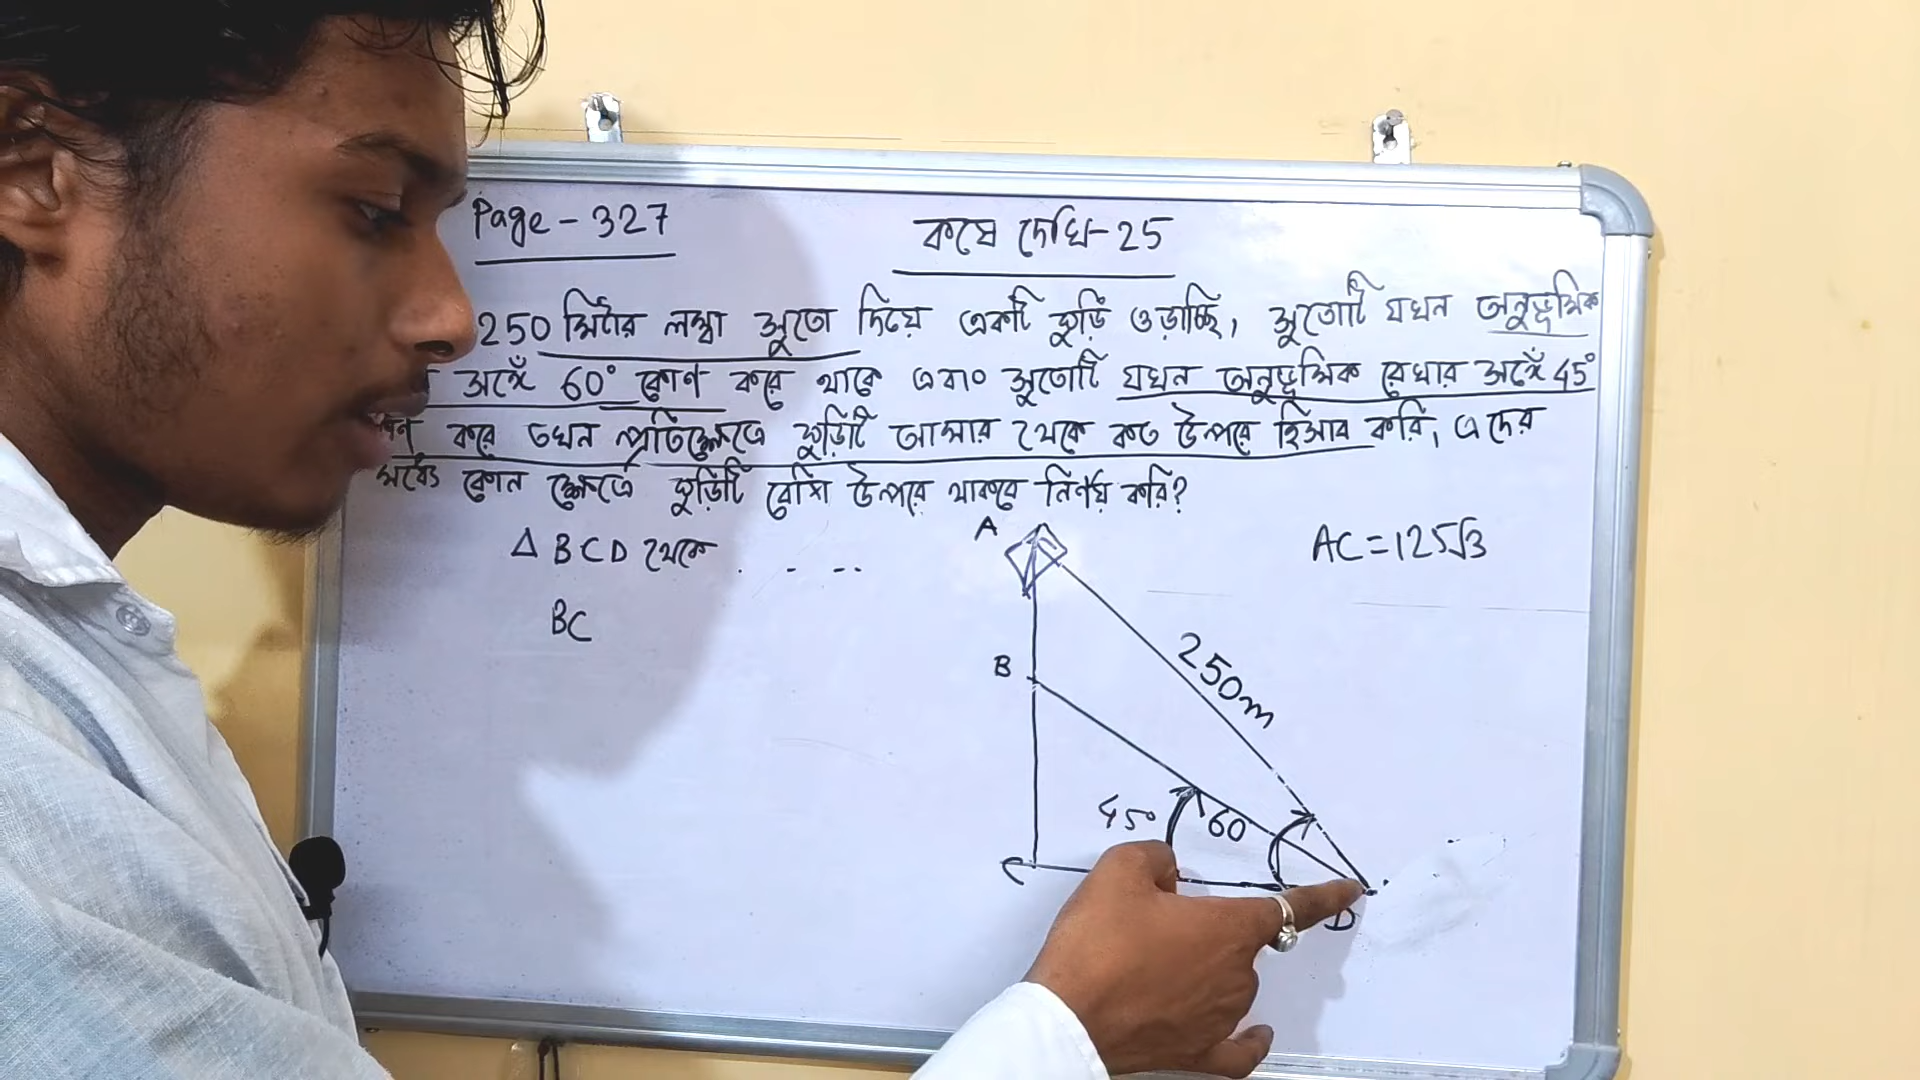 Page - 327
কষে দেখি-25
250 মিটার লম্বা সুতো দিয়ে একটি ঘুড়ি ওড়াচ্ছি, সুতোটি যখন অনুভূমিক
সঙ্গে 60° কোণ করে থাকে এবং সুতোটি যখন অনুভূমিক রেখার সঙ্গে 45°
করে তখন প্রতিক্ষেত্রে ঘুড়িটি আমার থেকে কত উপরে হিসাব করি, এদের
মধ্যে কোন ক্ষেত্রে ঘুড়িটি বেশি উপরে থাকবে নির্ণয় করি?
Δ BCD থেকে . - --
BC
AC = 125√3
A
B
250m
45°
60
C
D